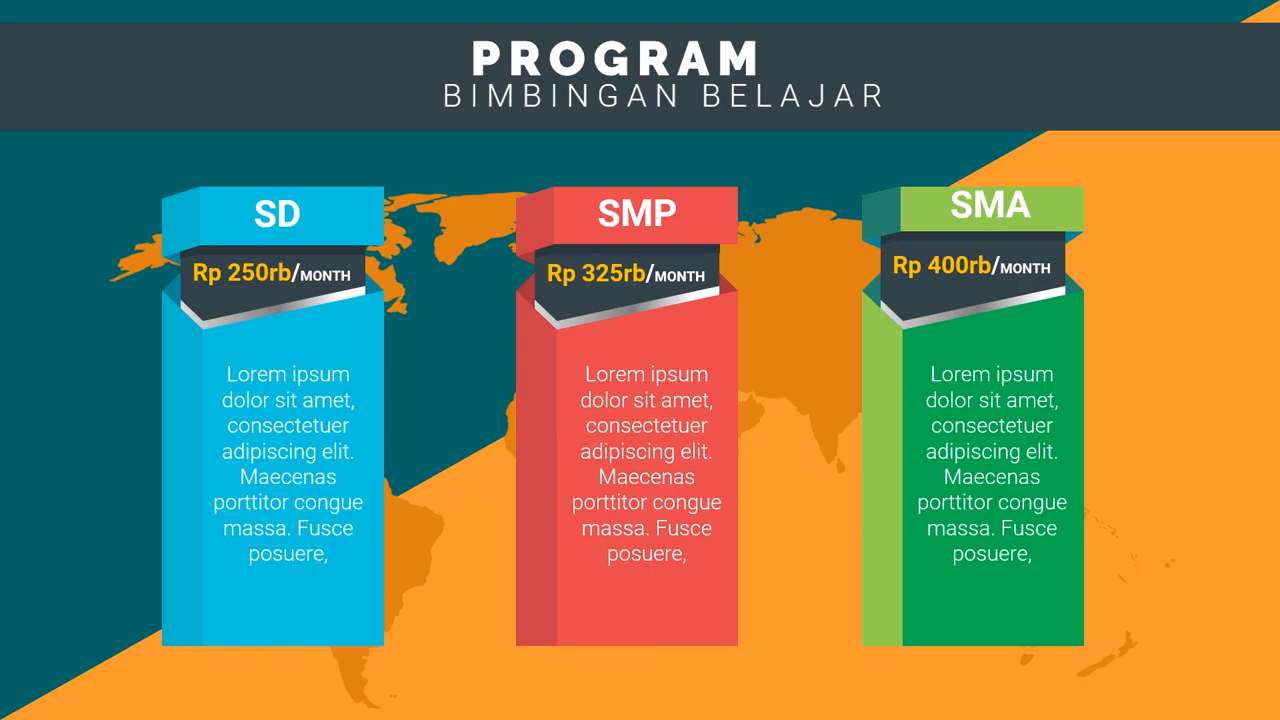 PROGRAM
BIMBINGAN BELAJAR
SD
Rp 250rb/MONTH
Lorem ipsum
dolor sit amet,
consectetuer
adipiscing elit.
Maecenas
porttitor congue
massa. Fusce
posuere,
SMP
Rp 325rb/MONTH
Lorem ipsum
dolor sit amet,
consectetuer
adipiscing elit.
Maecenas
porttitor congue
massa. Fusce
posuere,
SMA
Rp 400rb/MONTH
Lorem ipsum
dolor sit amet,
consectetuer
adipiscing elit.
Maecenas
porttitor congue
massa. Fusce
posuere,